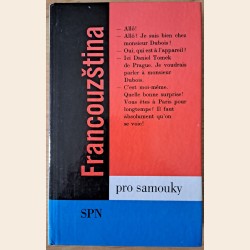 Francouzština
— Allô!
— Allô! Je suis bien chez
monsieur Dubois?
— Oui, qui est à l'appareil?
— Ici Daniel Tomek
de Prague. Je voudrais
parler à monsieur
Dubois.
— C'est moi-même.
Quelle bonne surprise!
Vous êtes à Paris pour
longtemps? Il faut
absolument qu'on
se voie!
pro samouky
SPN